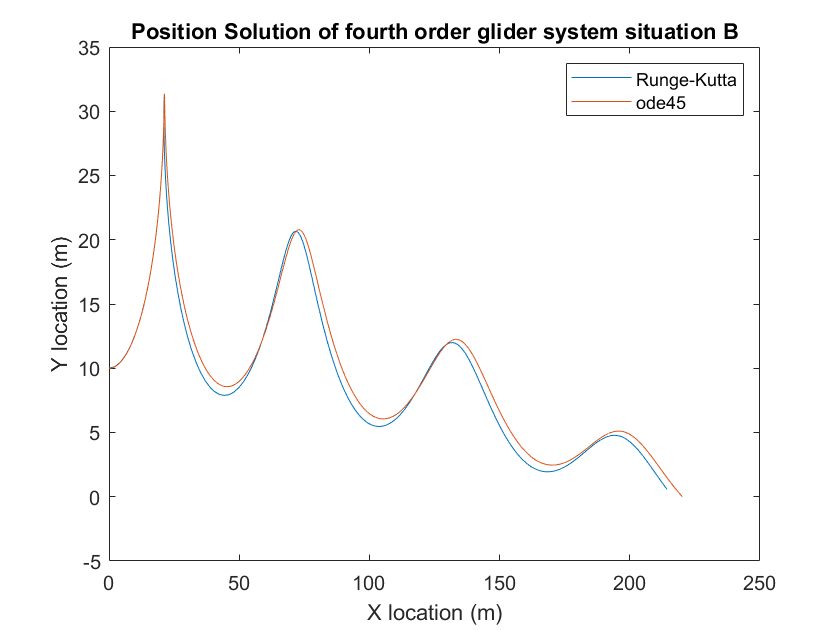 Position Solution of fourth order glider system situation B
Runge-Kutta
ode45
35
30
25
20
15
10
5
0
-5
Y location (m)
0 50 100 150 200 250
X location (m)